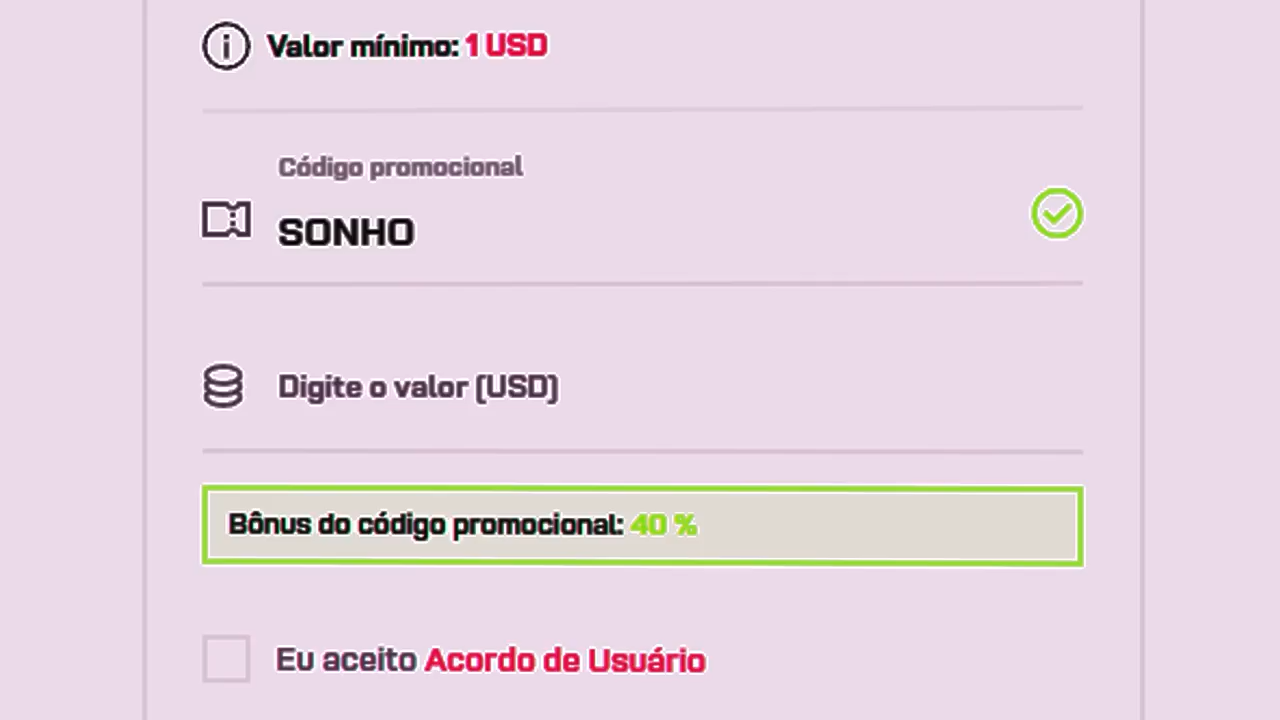 Valor mínimo: 1 USD
Código promocional
SONHO
Digite o valor (USD)
Bônus do código promocional: 40 %
Eu aceito Acordo de Usuário